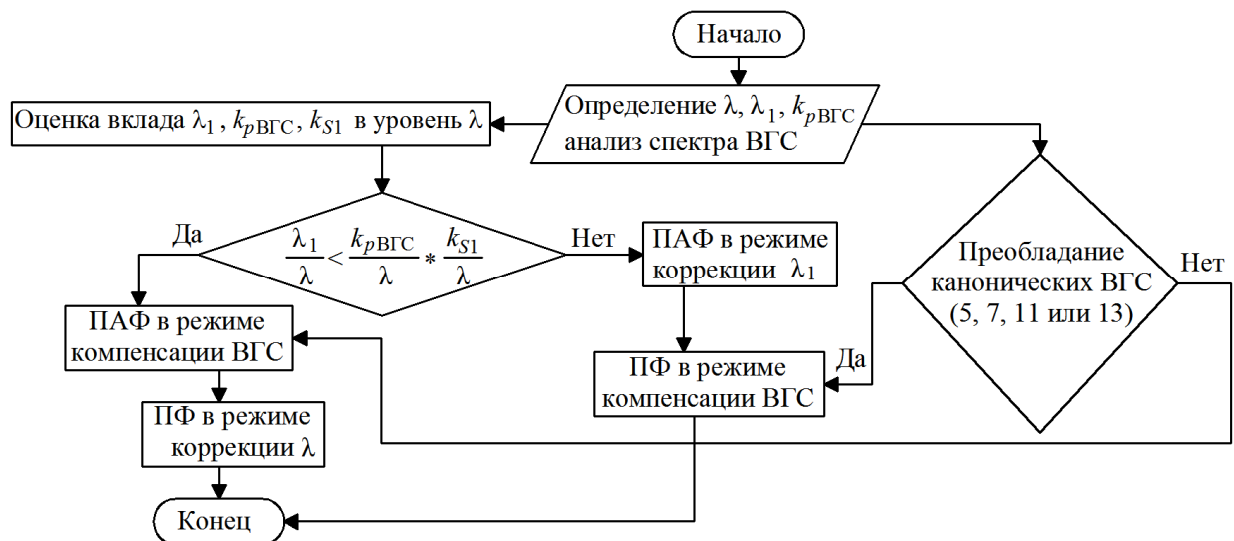 Начало
Определение λ, λ₁, kₚВГС
анализ спектра ВГС
Оценка вклада λ₁, kₚВГС, k_S1 в уровень λ
Да
λ₁/λ < kₚВГС/λ * k_S1/λ
Нет
ПАФ в режиме
коррекции λ₁
Преобладание
канонических ВГС
(5, 7, 11 или 13)
Нет
Да
ПАФ в режиме
компенсации ВГС
ПФ в режиме
компенсации ВГС
ПФ в режиме
коррекции λ
Конец